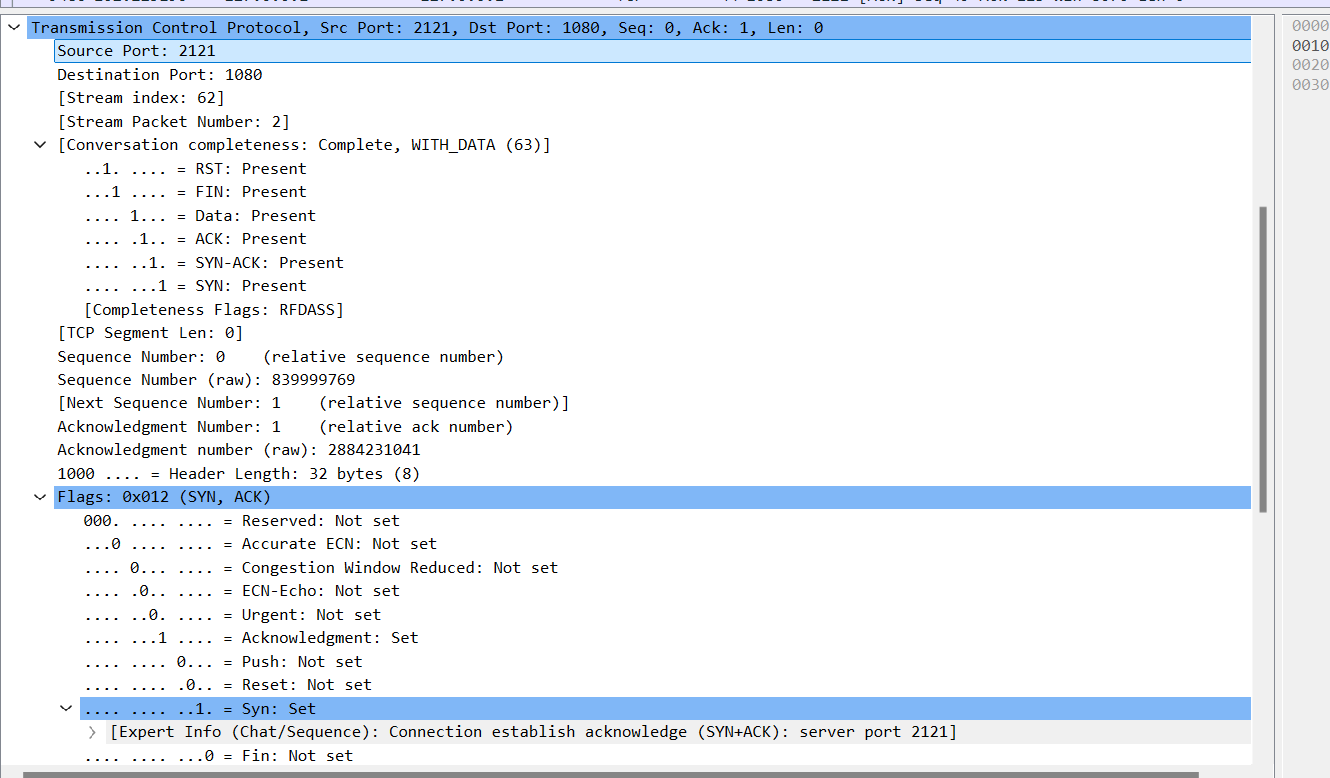 Transmission Control Protocol, Src Port: 2121, Dst Port: 1080, Seq: 0, Ack: 1, Len: 0
Source Port: 2121
Destination Port: 1080
[Stream index: 62]
[Stream Packet Number: 2]
[Conversation completeness: Complete, WITH_DATA (63)]
..1. .... = RST: Present
...1 .... = FIN: Present
.... 1... = Data: Present
.... .1.. = ACK: Present
.... ..1. = SYN-ACK: Present
.... ...1 = SYN: Present
[Completeness Flags: RFDASS]
[TCP Segment Len: 0]
Sequence Number: 0    (relative sequence number)
Sequence Number (raw): 839999769
[Next Sequence Number: 1    (relative sequence number)]
Acknowledgment Number: 1    (relative ack number)
Acknowledgment number (raw): 2884231041
1000 .... = Header Length: 32 bytes (8)
Flags: 0x012 (SYN, ACK)
000. .... .... = Reserved: Not set
...0 .... .... = Accurate ECN: Not set
.... 0... .... = Congestion Window Reduced: Not set
.... .0.. .... = ECN-Echo: Not set
.... ..0. .... = Urgent: Not set
.... ...1 .... = Acknowledgment: Set
.... .... 0... = Push: Not set
.... .... .0.. = Reset: Not set
.... .... ..1. = Syn: Set
[Expert Info (Chat/Sequence): Connection establish acknowledge (SYN+ACK): server port 2121]
.... .... ...0 = Fin: Not set
0000
0010
0020
0030